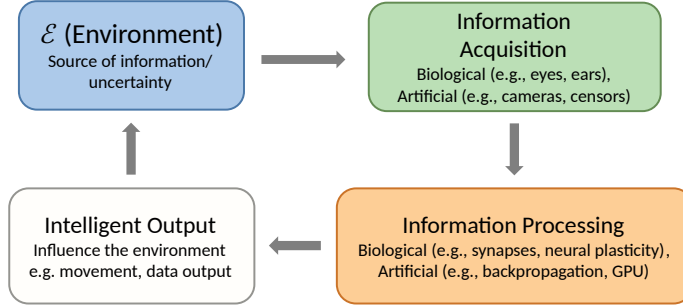 ℰ (Environment)
Source of information/
uncertainty
Information
Acquisition
Biological (e.g., eyes, ears),
Artificial (e.g., cameras, censors)
Intelligent Output
Influence the environment
e.g. movement, data output
Information Processing
Biological (e.g., synapses, neural plasticity),
Artificial (e.g., backpropagation, GPU)